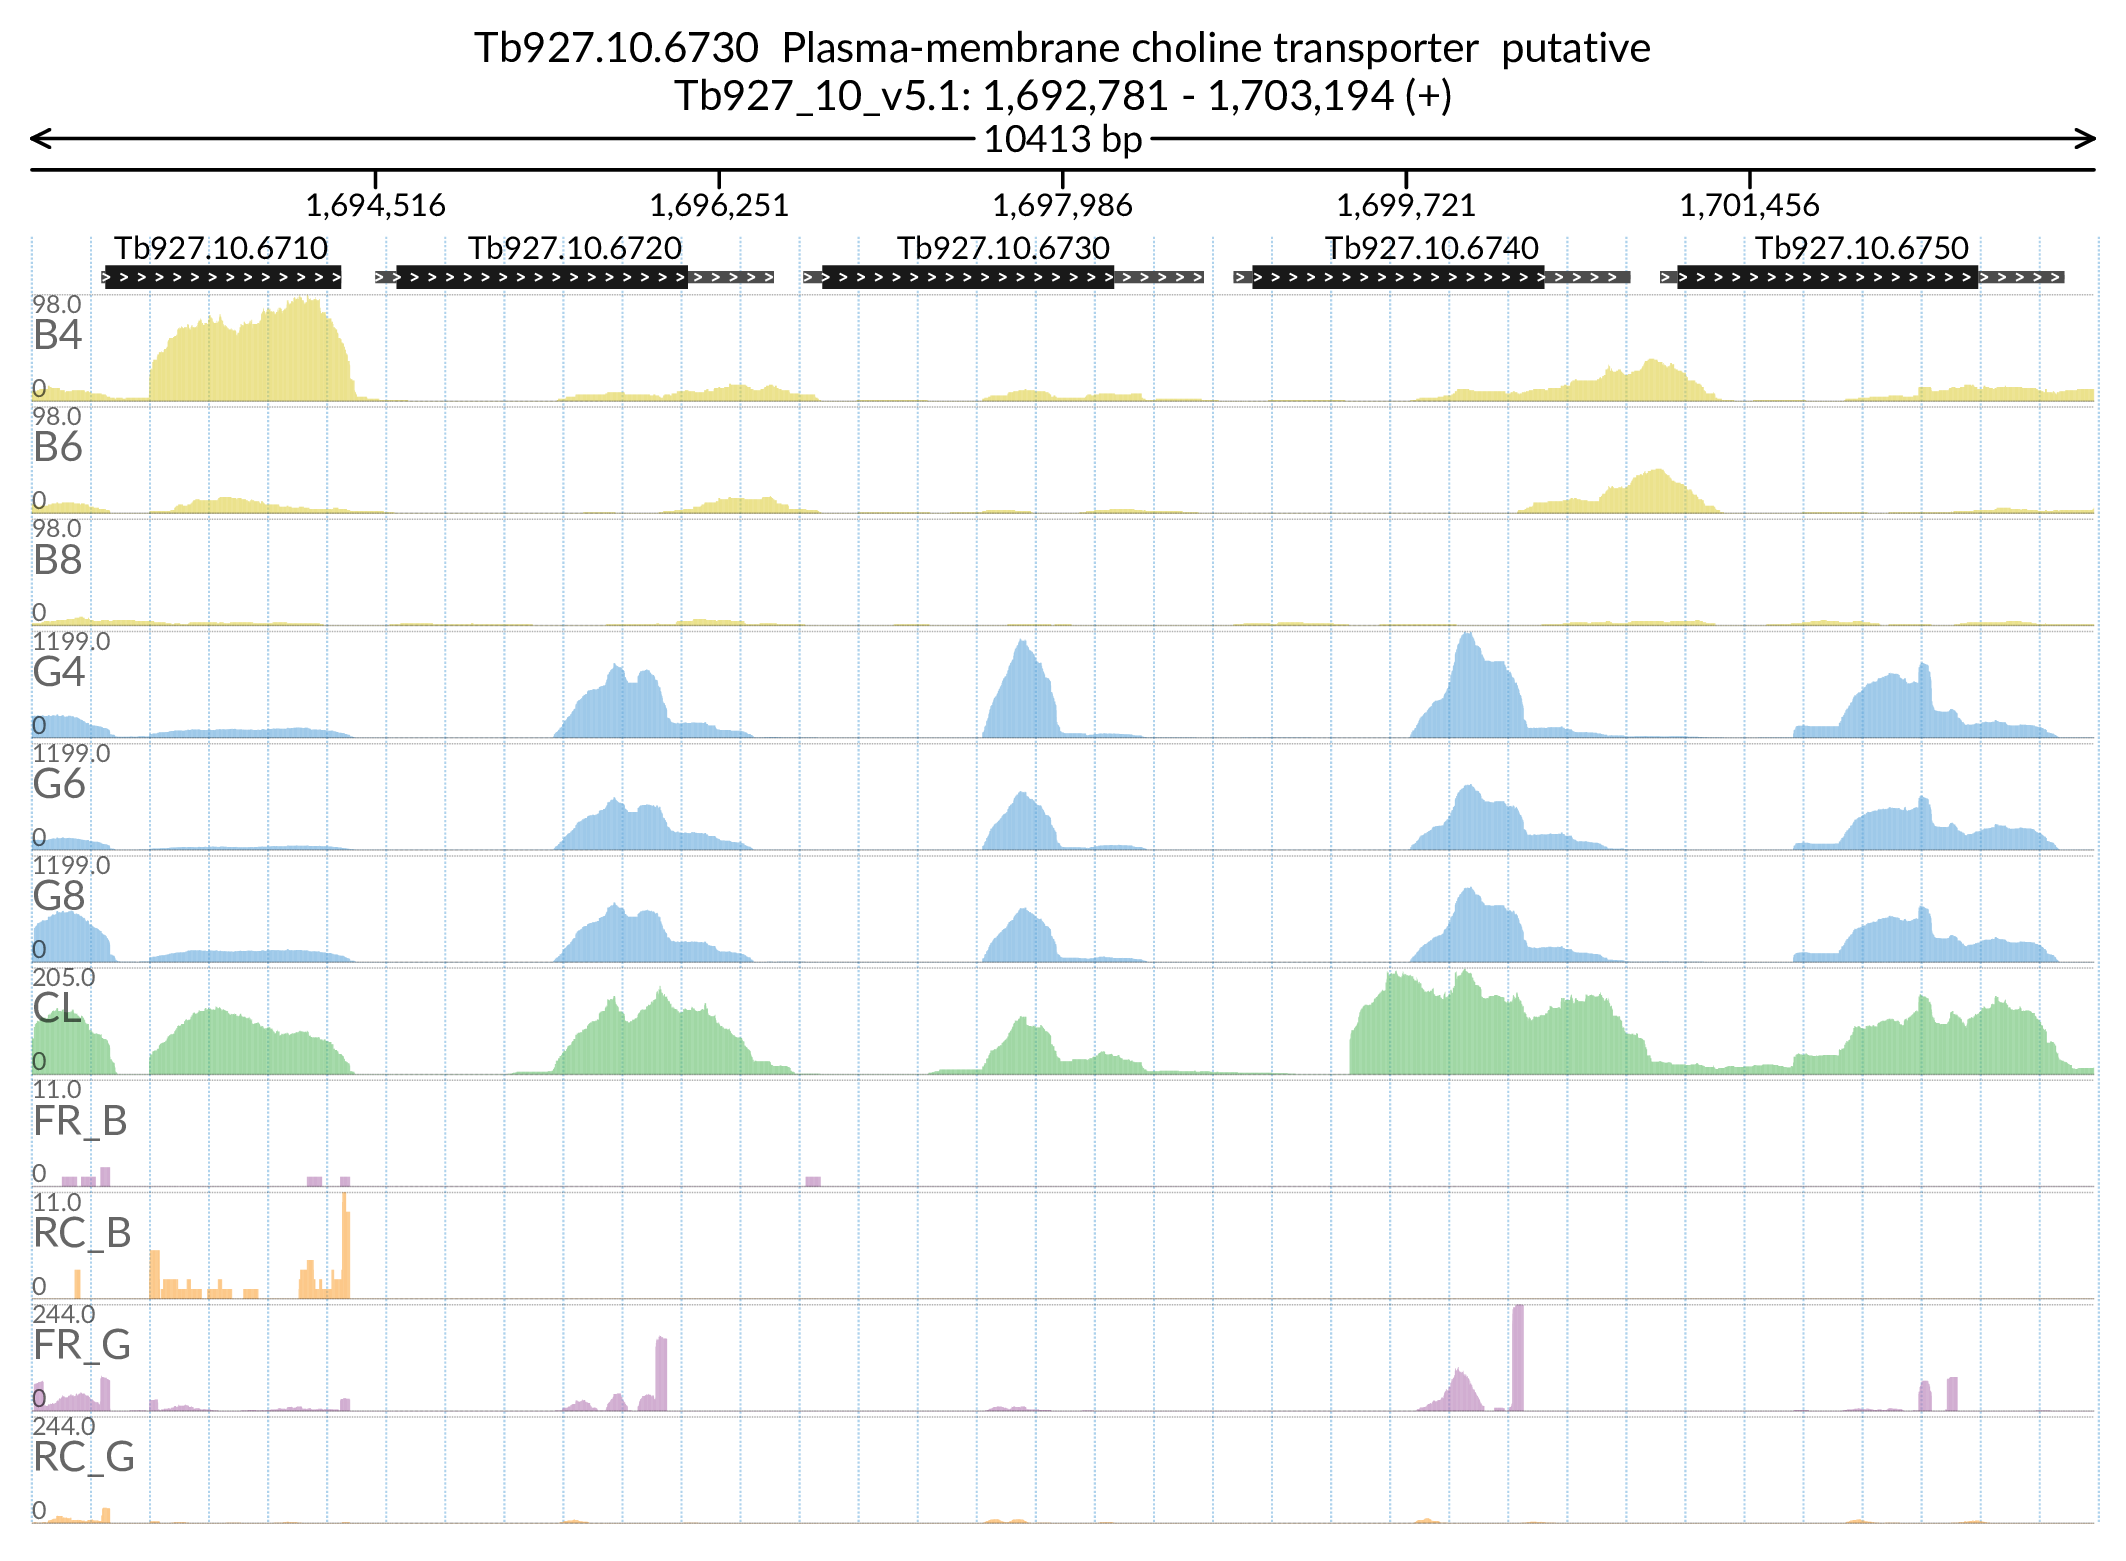 Tb927.10.6730  Plasma-membrane choline transporter  putative
Tb927_10_v5.1: 1,692,781 - 1,703,194 (+)
10413 bp
1,694,516 1,696,251 1,697,986 1,699,721 1,701,456
Tb927.10.6710 Tb927.10.6720 Tb927.10.6730 Tb927.10.6740 Tb927.10.6750
98.0
B4
0
98.0
B6
0
98.0
B8
0
1199.0
G4
0
1199.0
G6
0
1199.0
G8
0
205.0
CL
0
11.0
FR_B
0
11.0
RC_B
0
244.0
FR_G
0
244.0
RC_G
0